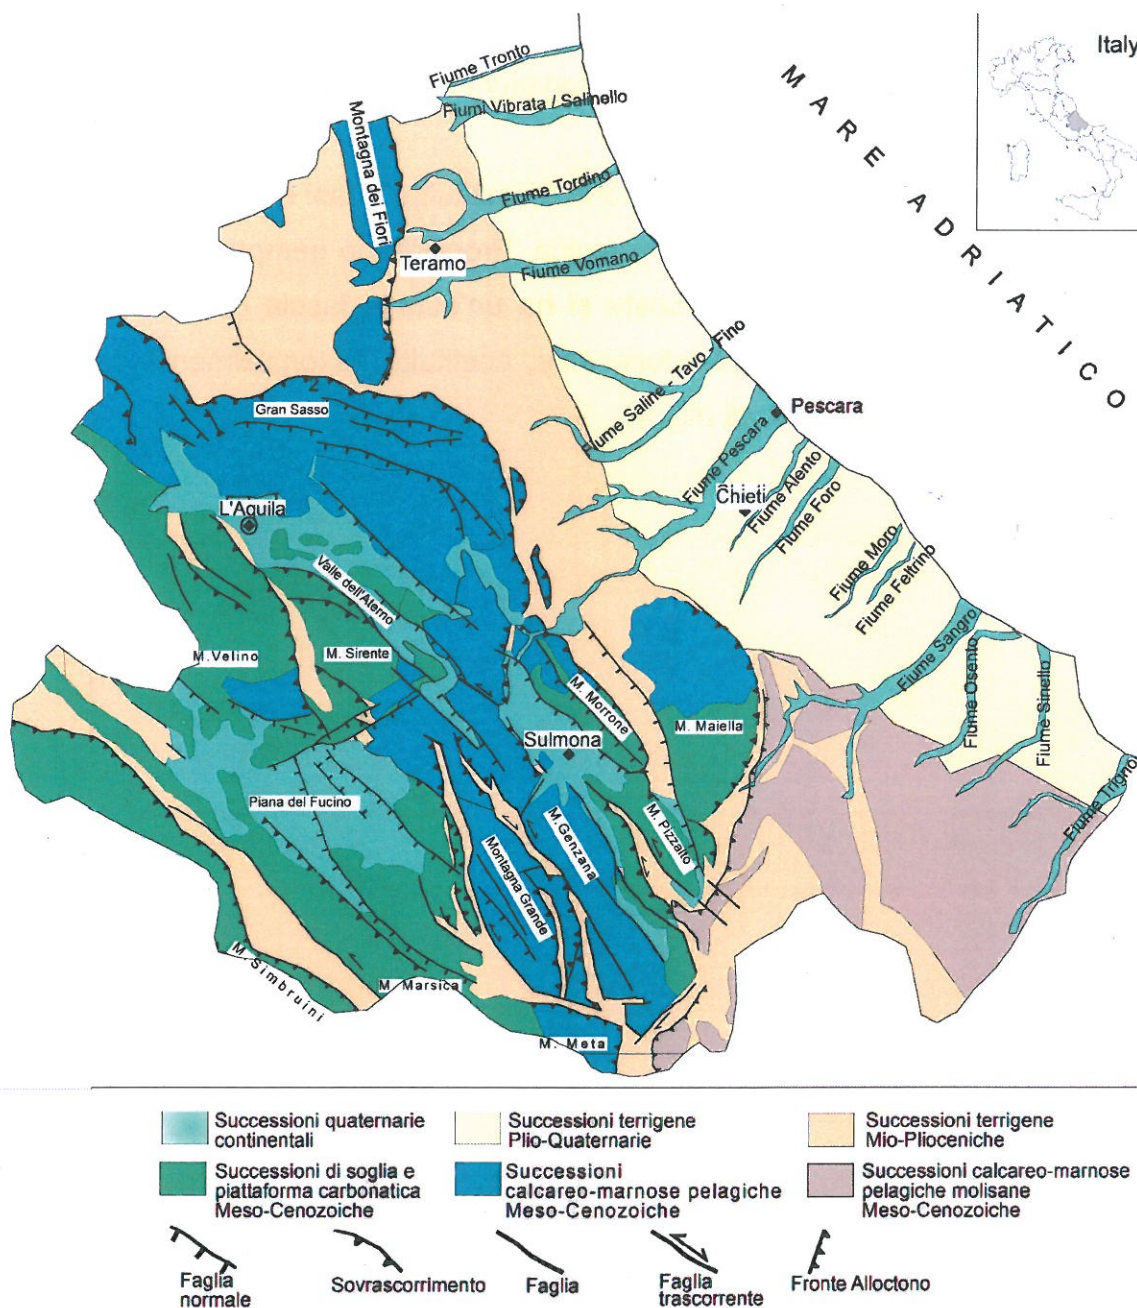 Italy
MARE ADRIATICO
Fiume Tronto
Fiumi Vibrata / Salinello
Montagna dei Fiori
Fiume Tordino
Teramo
Fiume Vomano
Fiume Saline - Tavo - Fino
Pescara
2
Gran Sasso
Fiume Pescara
Chieti
Fiume Alento
Fiume Foro
L'Aquila
Fiume Moro
Fiume Feltrino
Valle dell'Aterno
Fiume Sangro
M. Velino
M. Sirente
Fiume Osento
Fiume Sinello
M. Morrone
M. Maiella
Sulmona
Fiume Trigno
Piana del Fucino
M. Genzana
M. Pizzalto
Montagna Grande
M. Simbruini
M. Marsica
M. Meta
Successioni quaternarie
continentali
Successioni terrigene
Plio-Quaternarie
Successioni terrigene
Mio-Plioceniche
Successioni di soglia e
piattaforma carbonatica
Meso-Cenozoiche
Successioni
calcareo-marnose pelagiche
Meso-Cenozoiche
Successioni calcareo-marnose
pelagiche molisane
Meso-Cenozoiche
Faglia
normale
Sovrascorrimento
Faglia
Faglia
trascorrente
Fronte Alloctono